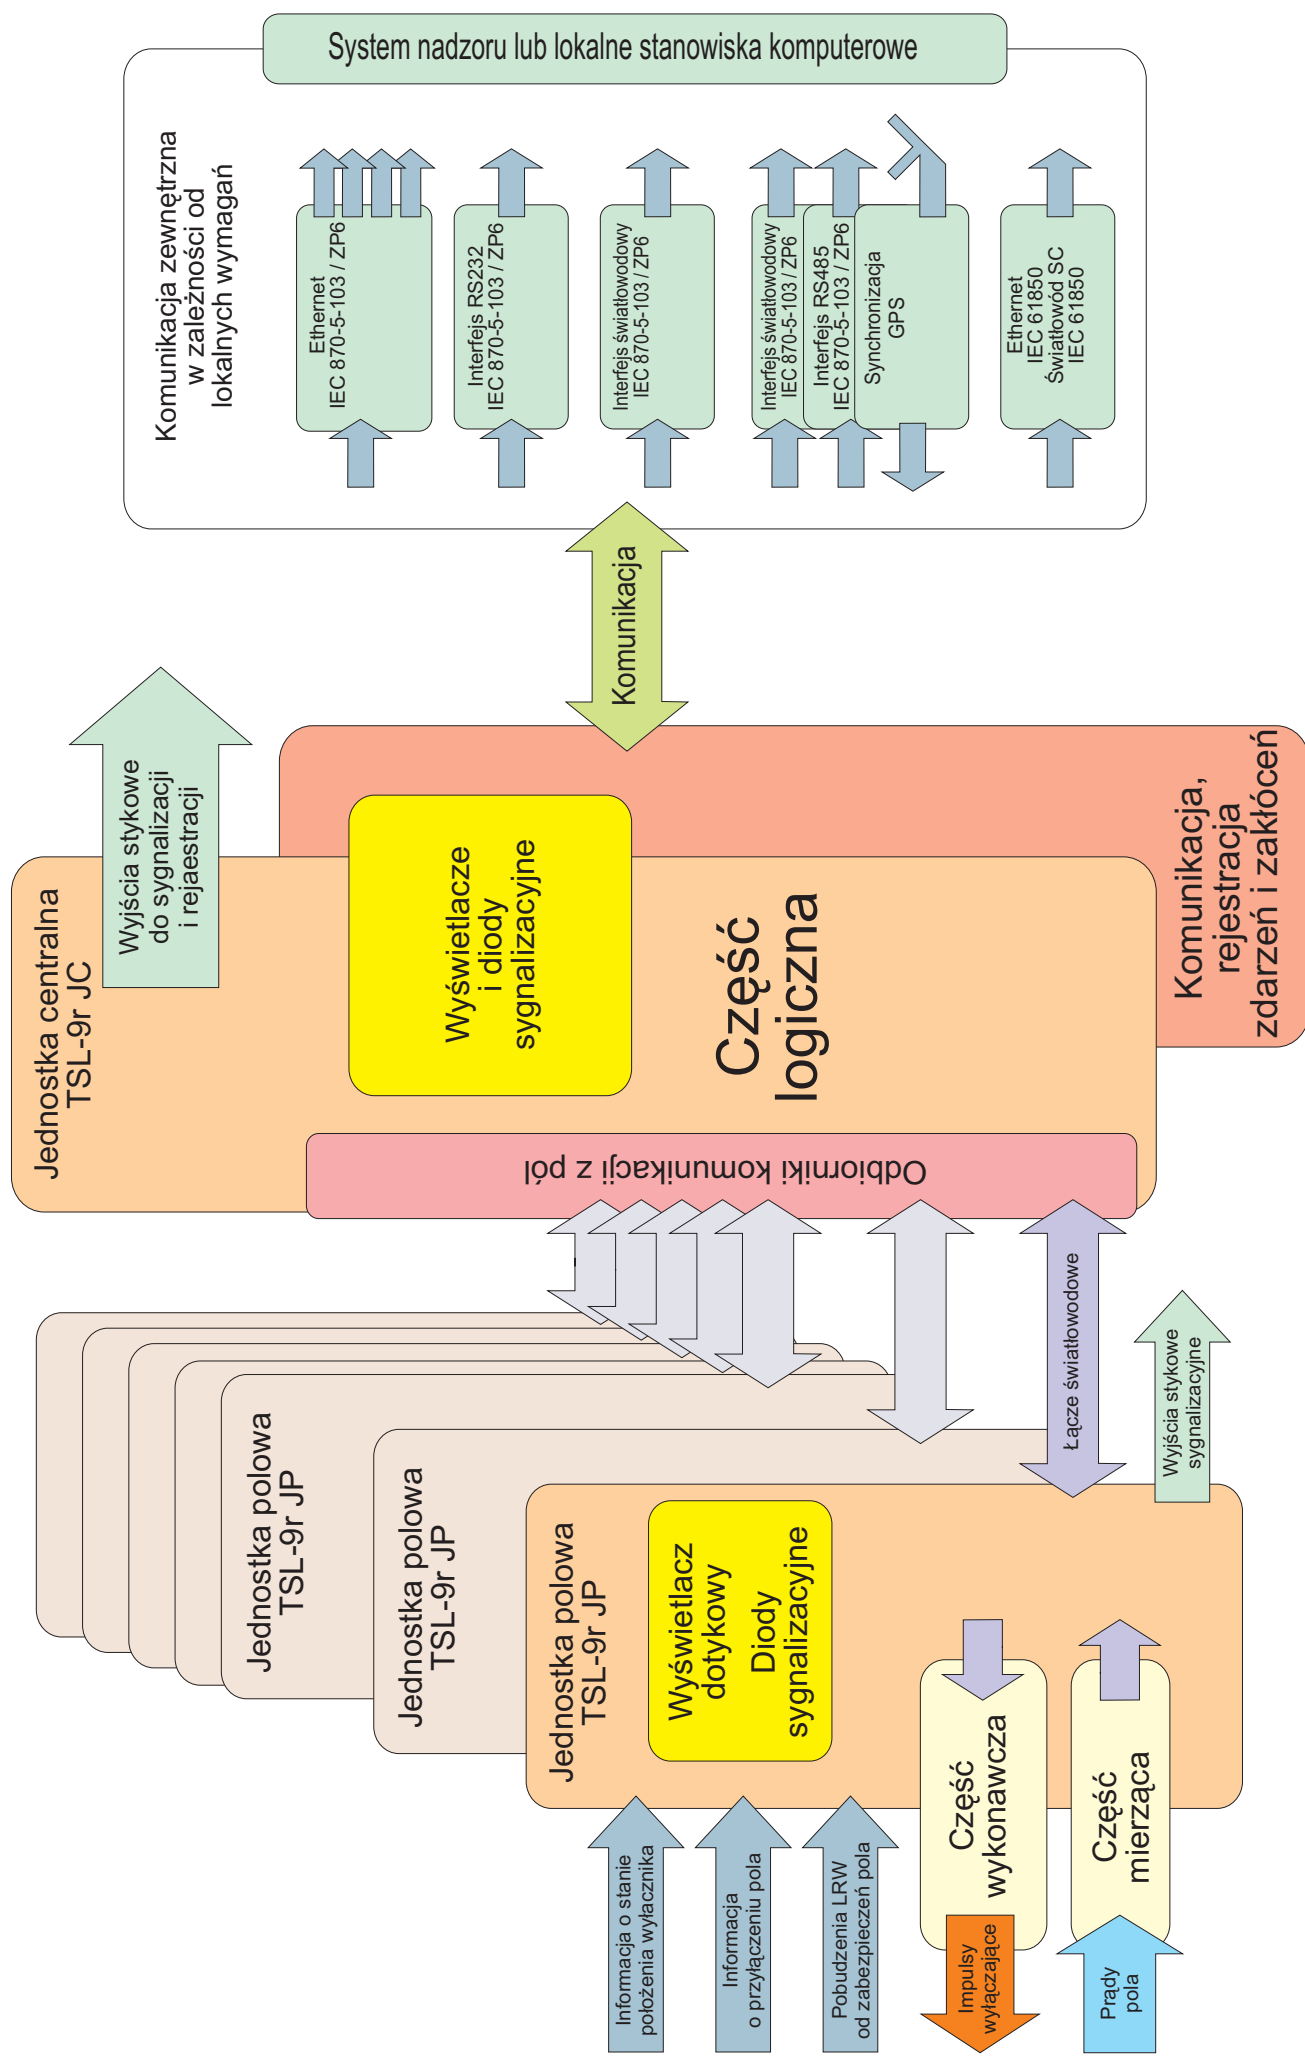 System nadzoru lub lokalne stanowiska komputerowe
Komunikacja zewnętrzna
w zależności od
lokalnych wymagań
Ethernet
IEC 870-5-103 / ZP6
Interfejs RS232
IEC 870-5-103 / ZP6
Interfejs światłowodowy
IEC 870-5-103 / ZP6
Interfejs światłowodowy
IEC 870-5-103 / ZP6
Interfejs RS485
IEC 870-5-103 / ZP6
Synchronizacja
GPS
Ethernet
IEC 61850
Światłowód SC
IEC 61850
Komunikacja
Wyjścia stykowe
do sygnalizacji
i rejaestracji
Jednostka centralna
TSL-9r JC
Wyświetlacze
i diody
sygnalizacyjne
Część
logiczna
Komunikacja,
rejestracja
zdarzeń i zakłóceń
Odbiorniki komunikacji z pól
Łącze światłowodowe
Wyjścia stykowe
sygnalizacyjne
Jednostka polowa
TSL-9r JP
Jednostka polowa
TSL-9r JP
Jednostka polowa
TSL-9r JP
Wyświetlacz
dotykowy
Diody
sygnalizacyjne
Część
wykonawcza
Część
mierząca
Informacja o stanie
położenia wyłacznika
Informacja
o przyłączeniu pola
Pobudzenia LRW
od zabezpieczeń pola
Impulsy
wyłączające
Prądy
pola